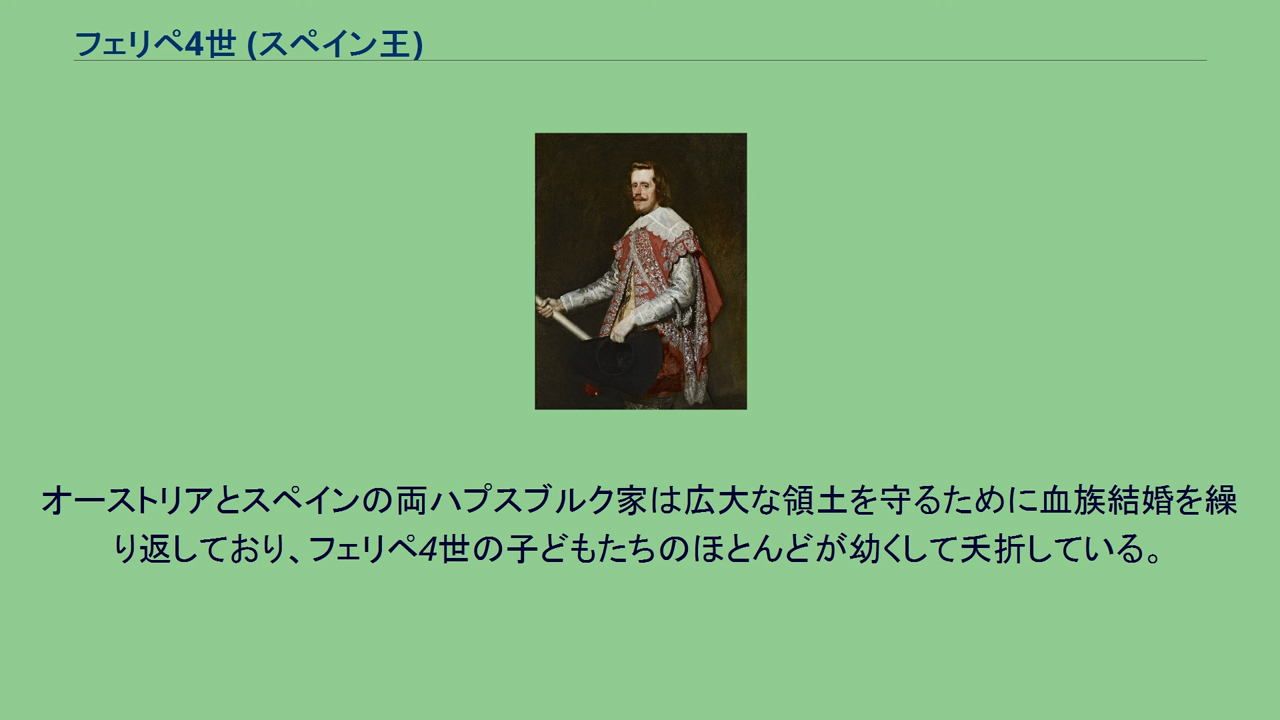 フェリペ4世 (スペイン王)
オーストリアとスペインの両ハプスブルク家は広大な領土を守るために血族結婚を繰
り返しており、フェリペ4世の子どもたちのほとんどが幼くして夭折している。